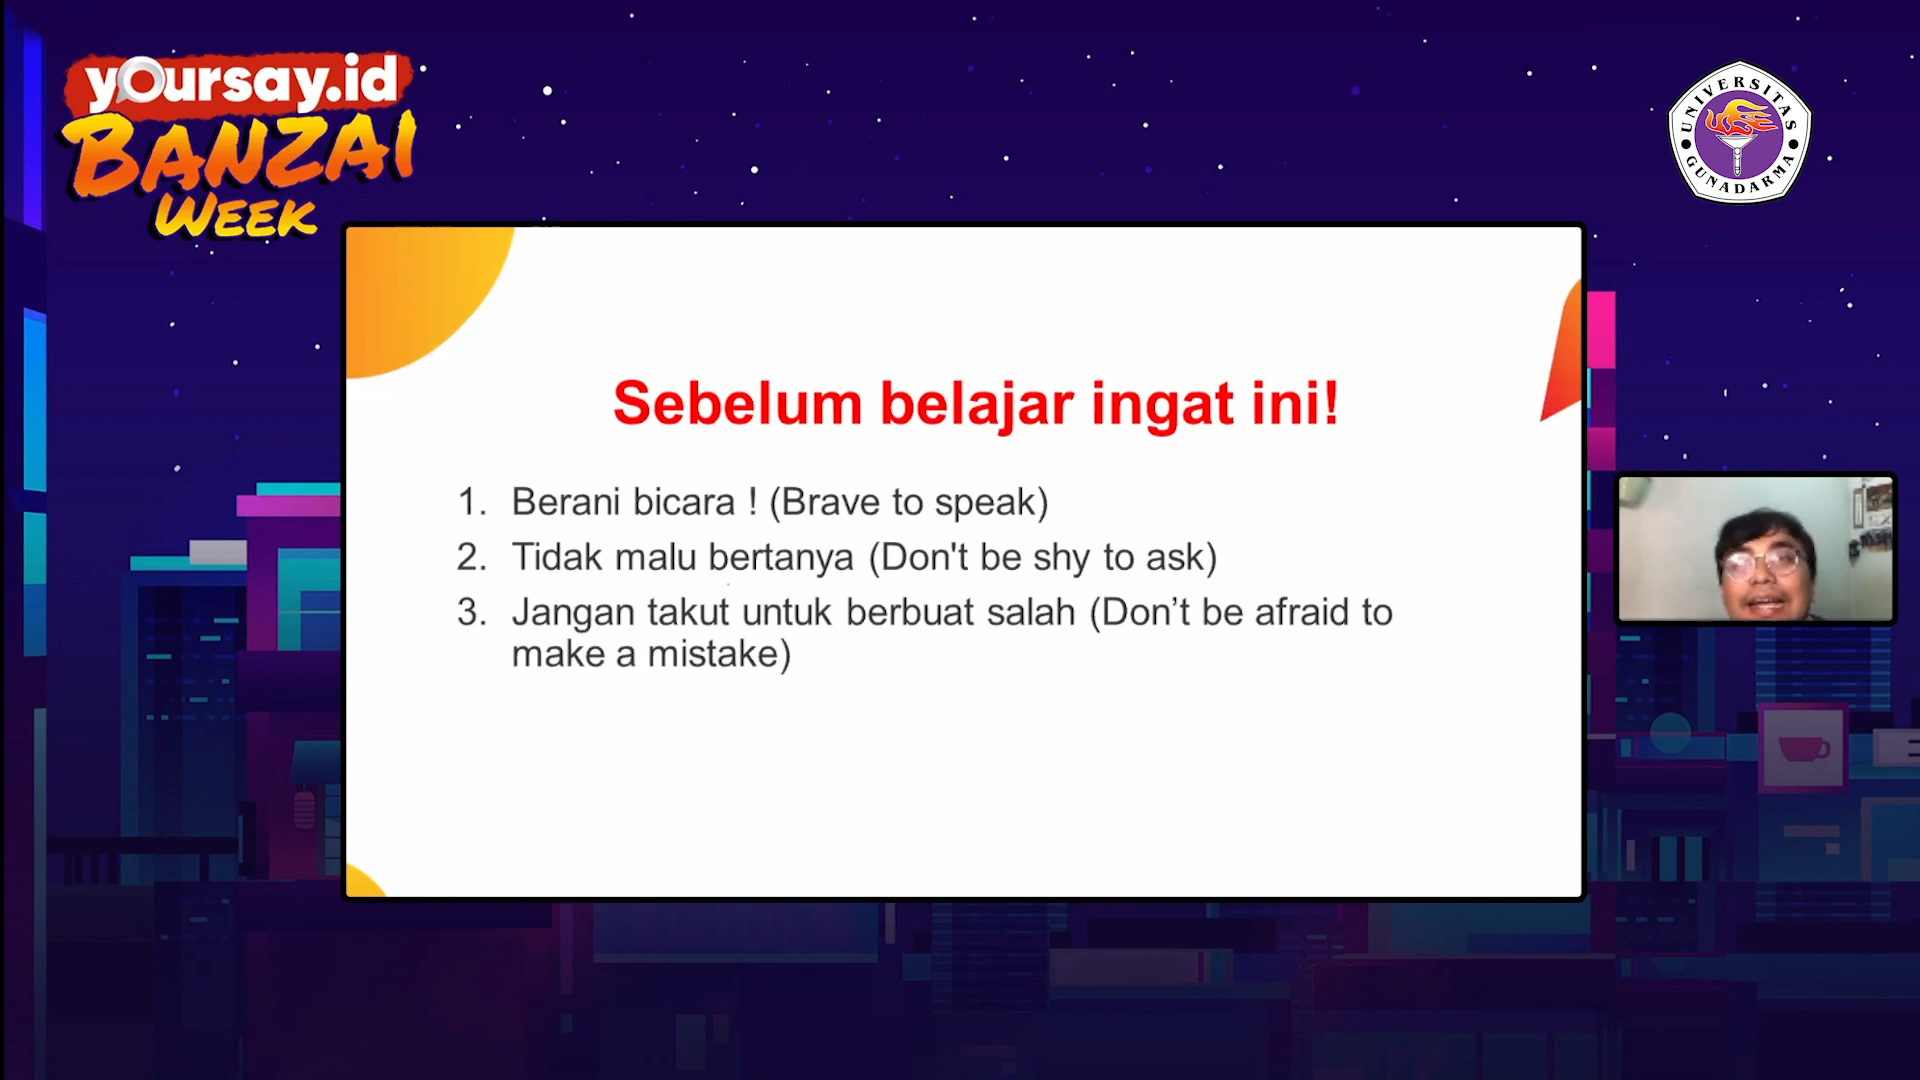 yoursay.id
BANZAI
WEEK
UNIVERSITAS
GUNADARMA
Sebelum belajar ingat ini!
1. Berani bicara ! (Brave to speak)
2. Tidak malu bertanya (Don't be shy to ask)
3. Jangan takut untuk berbuat salah (Don’t be afraid to
make a mistake)